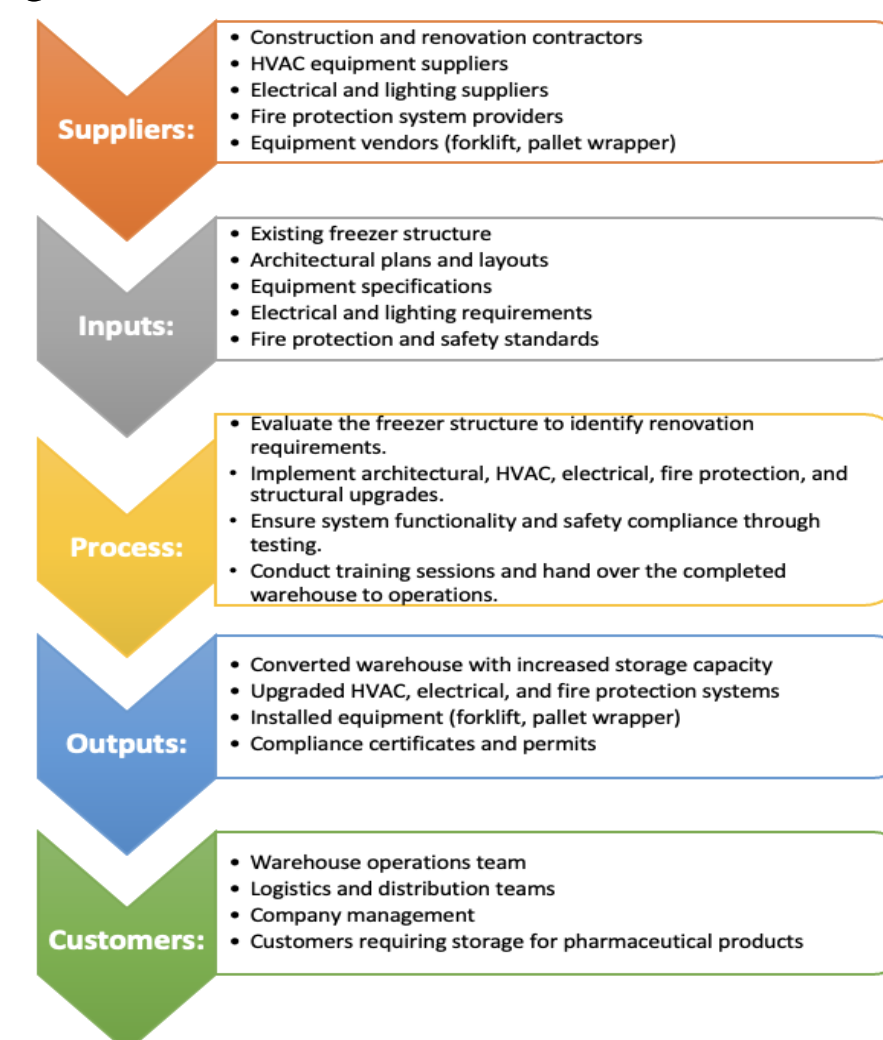 Suppliers:
• Construction and renovation contractors
• HVAC equipment suppliers
• Electrical and lighting suppliers
• Fire protection system providers
• Equipment vendors (forklift, pallet wrapper)
Inputs:
• Existing freezer structure
• Architectural plans and layouts
• Equipment specifications
• Electrical and lighting requirements
• Fire protection and safety standards
Process:
• Evaluate the freezer structure to identify renovation
requirements.
• Implement architectural, HVAC, electrical, fire protection, and
structural upgrades.
• Ensure system functionality and safety compliance through
testing.
• Conduct training sessions and hand over the completed
warehouse to operations.
Outputs:
• Converted warehouse with increased storage capacity
• Upgraded HVAC, electrical, and fire protection systems
• Installed equipment (forklift, pallet wrapper)
• Compliance certificates and permits
Customers:
• Warehouse operations team
• Logistics and distribution teams
• Company management
• Customers requiring storage for pharmaceutical products